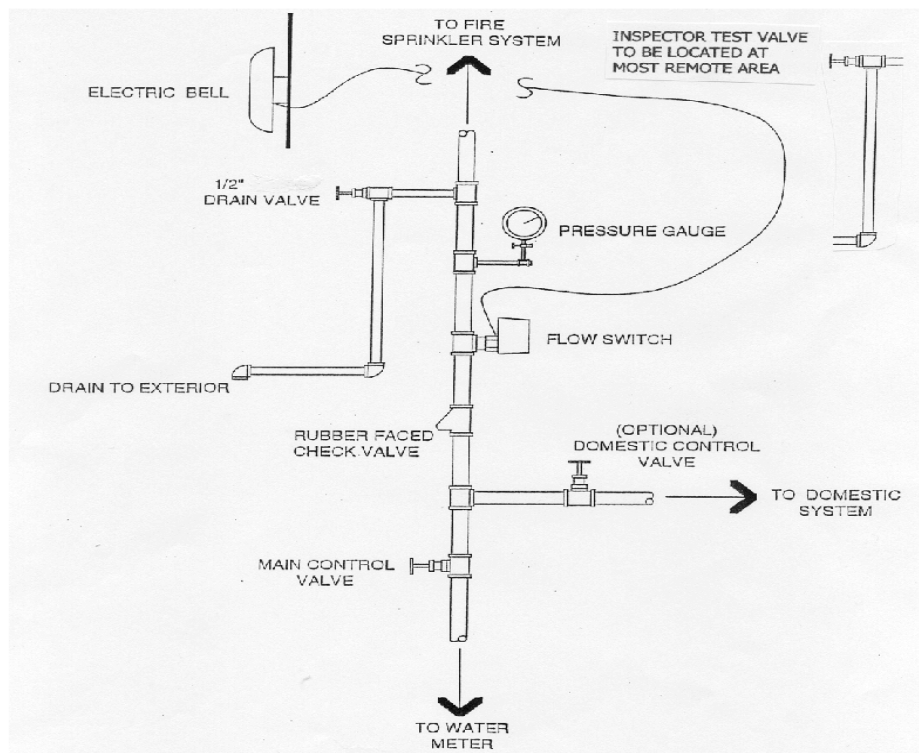 TO FIRE
SPRINKLER SYSTEM
INSPECTOR TEST VALVE
TO BE LOCATED AT
MOST REMOTE AREA
ELECTRIC BELL
1/2"
DRAIN VALVE
PRESSURE GAUGE
FLOW SWITCH
DRAIN TO EXTERIOR
RUBBER FACED
CHECK VALVE
(OPTIONAL)
DOMESTIC CONTROL
VALVE
TO DOMESTIC
SYSTEM
MAIN CONTROL
VALVE
TO WATER
METER